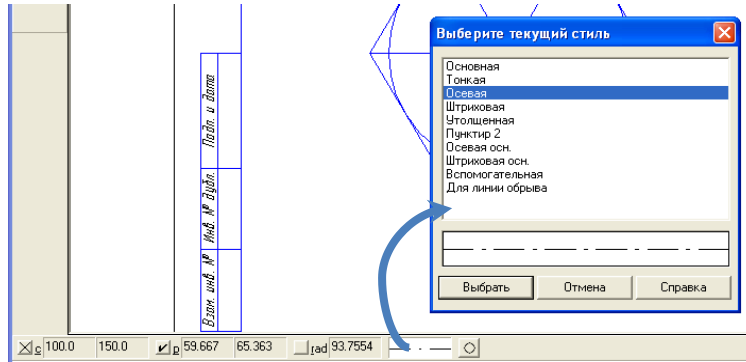 Выберите текущий стиль
Основная
Тонкая
Осевая
Штриховая
Утолщенная
Пунктир 2
Осевая осн.
Штриховая осн.
Вспомогательная
Для линии обрыва
Выбрать Отмена Справка
Подп. и дата
Инв. № дубл.
Взам. инв. №
c 100.0 150.0 p 59.667 65.363 rad 93.7554